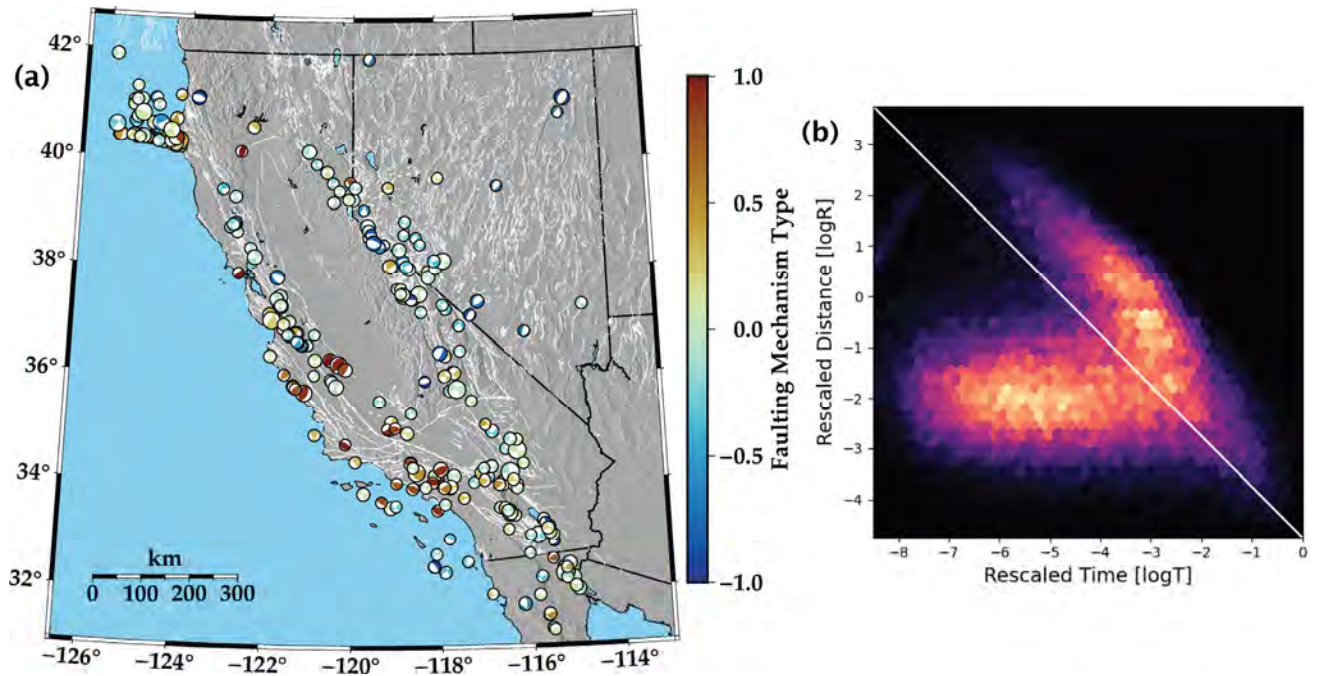 (a)
42°
40°
38°
36°
34°
32°
km
0 100 200 300
−126° −124° −122° −120° −118° −116° −114°
1.0
0.5
0.0
−0.5
−1.0
Faulting Mechanism Type
(b)
3
2
1
0
−1
−2
−3
−4
Rescaled Distance [logR]
−8 −7 −6 −5 −4 −3 −2 −1 0
Rescaled Time [logT]